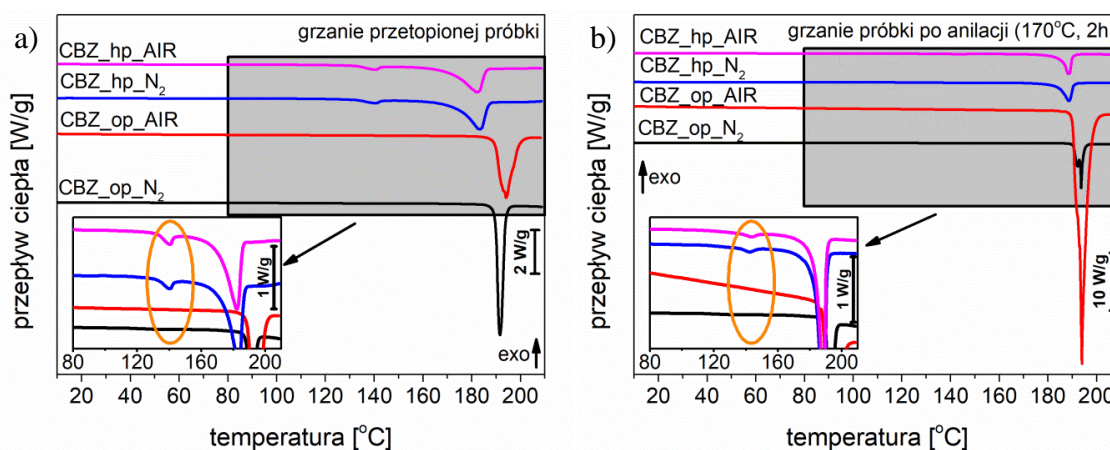 a)
grzanie przetopionej próbki
CBZ_hp_AIR
CBZ_hp_N₂
CBZ_op_AIR
CBZ_op_N₂
przepływ ciepła [W/g]
2 W/g
1 W/g
80 120 160 200
exo
20 40 60 80 100 120 140 160 180 200
temperatura [°C]
b)
grzanie próbki po anilacji (170°C, 2h
CBZ_hp_AIR
CBZ_hp_N₂
CBZ_op_AIR
CBZ_op_N₂
przepływ ciepła [W/g]
exo
1 W/g
10 W/g
80 120 160 200
20 40 60 80 100 120 140 160 180 200
temperatura [°C]